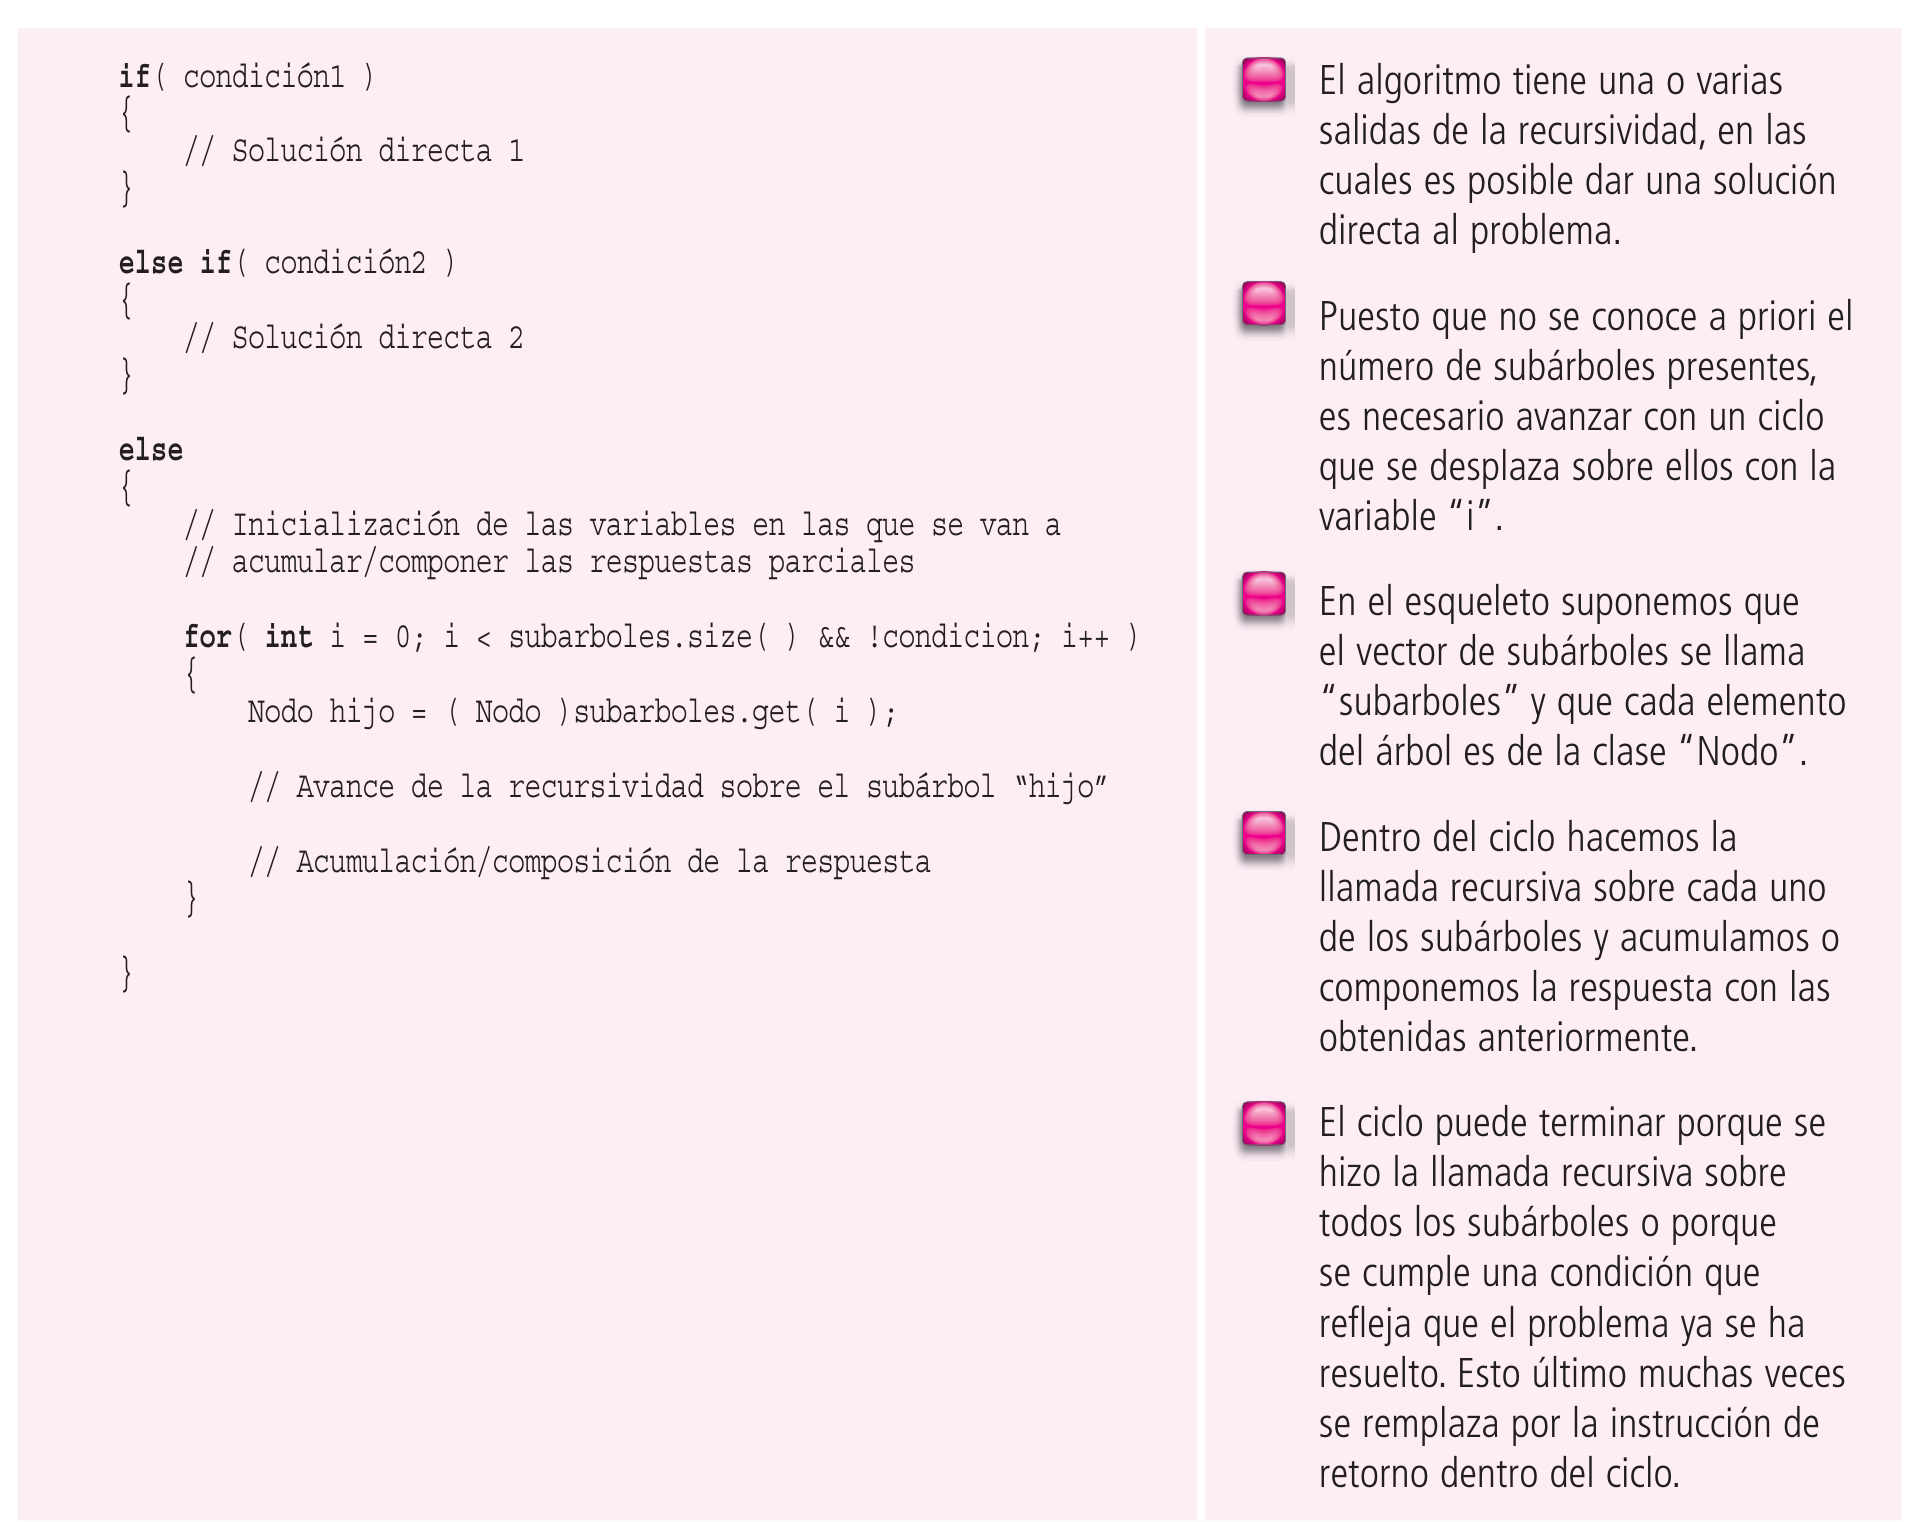 if( condición1 )
{
// Solución directa 1
}
else if( condición2 )
{
// Solución directa 2
}
else
{
// Inicialización de las variables en las que se van a
// acumular/componer las respuestas parciales
for( int i = 0; i < subarboles.size( ) && !condicion; i++ )
{
Nodo hijo = ( Nodo )subarboles.get( i );
// Avance de la recursividad sobre el subárbol “hijo”
// Acumulación/composición de la respuesta
}
}
El algoritmo tiene una o varias
salidas de la recursividad, en las
cuales es posible dar una solución
directa al problema.
Puesto que no se conoce a priori el
número de subárboles presentes,
es necesario avanzar con un ciclo
que se desplaza sobre ellos con la
variable “i”.
En el esqueleto suponemos que
el vector de subárboles se llama
“subarboles” y que cada elemento
del árbol es de la clase “Nodo”.
Dentro del ciclo hacemos la
llamada recursiva sobre cada uno
de los subárboles y acumulamos o
componemos la respuesta con las
obtenidas anteriormente.
El ciclo puede terminar porque se
hizo la llamada recursiva sobre
todos los subárboles o porque
se cumple una condición que
refleja que el problema ya se ha
resuelto. Esto último muchas veces
se remplaza por la instrucción de
retorno dentro del ciclo.